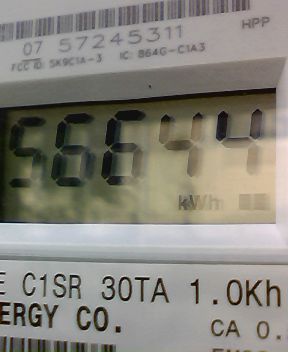 HPP
07 57245311
FCC ID: SK9C1A-3 IC: 864G-C1A3
56644
kWh
E C1SR 30TA 1.0Kh
ERGY CO.
CA 0.